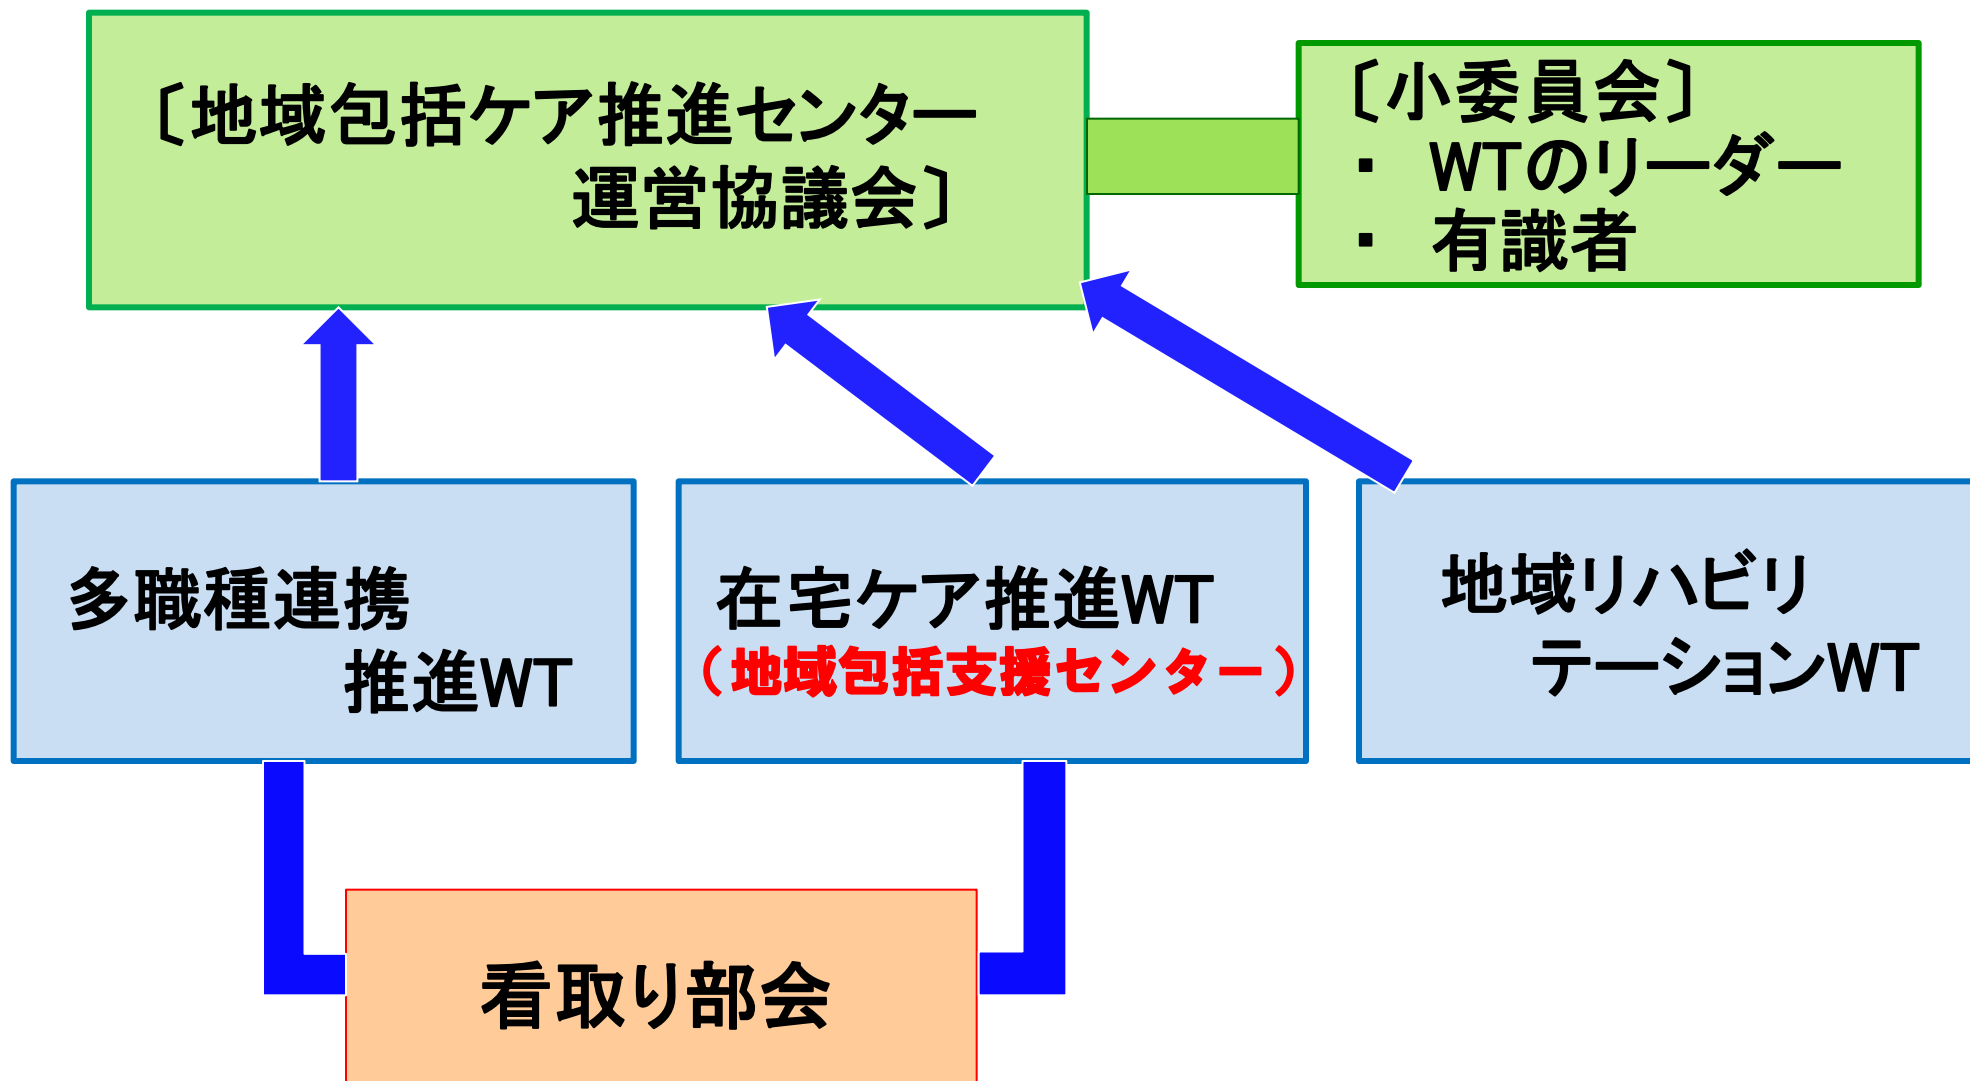 〔地域包括ケア推進センター
運営協議会〕
〔小委員会〕
・ WTのリーダー
・ 有識者
多職種連携
推進WT
在宅ケア推進WT
（地域包括支援センター）
地域リハビリ
テーションWT
看取り部会